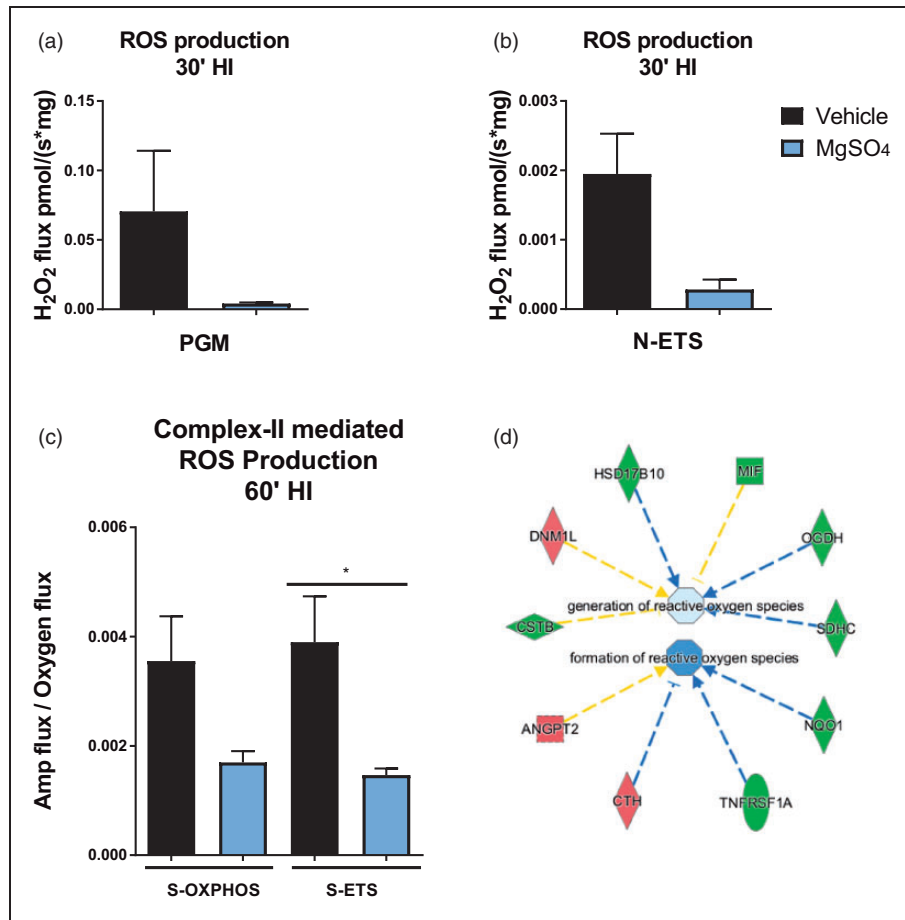 (a)
ROS production
30' HI
H₂O₂ flux pmol/(s*mg)
0.15
0.10
0.05
0.00
PGM
(b)
ROS production
30' HI
H₂O₂ flux pmol/(s*mg)
0.003
0.002
0.001
0.000
N-ETS
Vehicle
MgSO₄
(c)
Complex-II mediated
ROS Production
60' HI
Amp flux / Oxygen flux
0.006
0.004
0.002
0.000
*
S-OXPHOS
S-ETS
(d)
HSD17B10
MIF
DNM1L
OGDH
generation of reactive oxygen species
CSTB
SDHC
formation of reactive oxygen species
ANGPT2
NQO1
CTH
TNFRSF1A